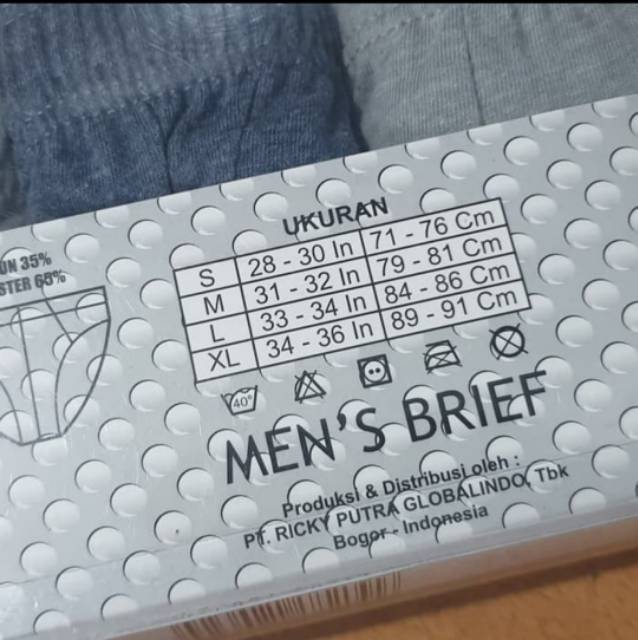 UKURAN
S 28 - 30 In 71 - 76 Cm
M 31 - 32 In 79 - 81 Cm
L 33 - 34 In 84 - 86 Cm
XL 34 - 36 In 89 - 91 Cm
35%
65%
40°
MEN'S BRIEF
Produksi & Distribusi oleh :
PT. RICKY PUTRA GLOBALINDO, Tbk
Bogor - Indonesia